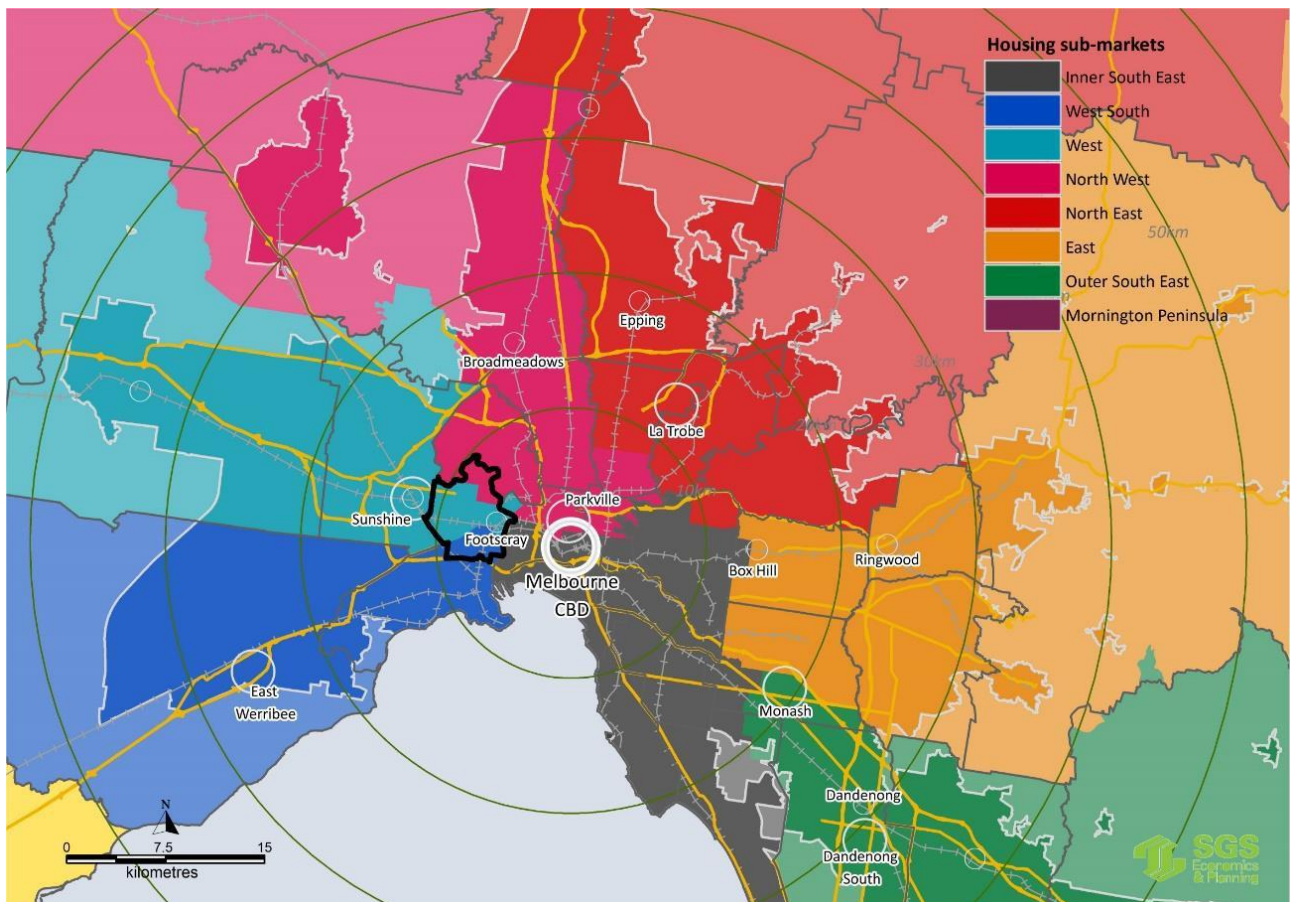 Housing sub-markets
Inner South East
West South
West
North West
North East
East
Outer South East
Mornington Peninsula
50km
30km
Epping
Broadmeadows
La Trobe
10km
Parkville
Sunshine
Footscray
Melbourne
CBD
Box Hill
Ringwood
East
Werribee
Monash
Dandenong
Dandenong
South
N
0 7.5 15
kilometres
SGS
Economics
& Planning